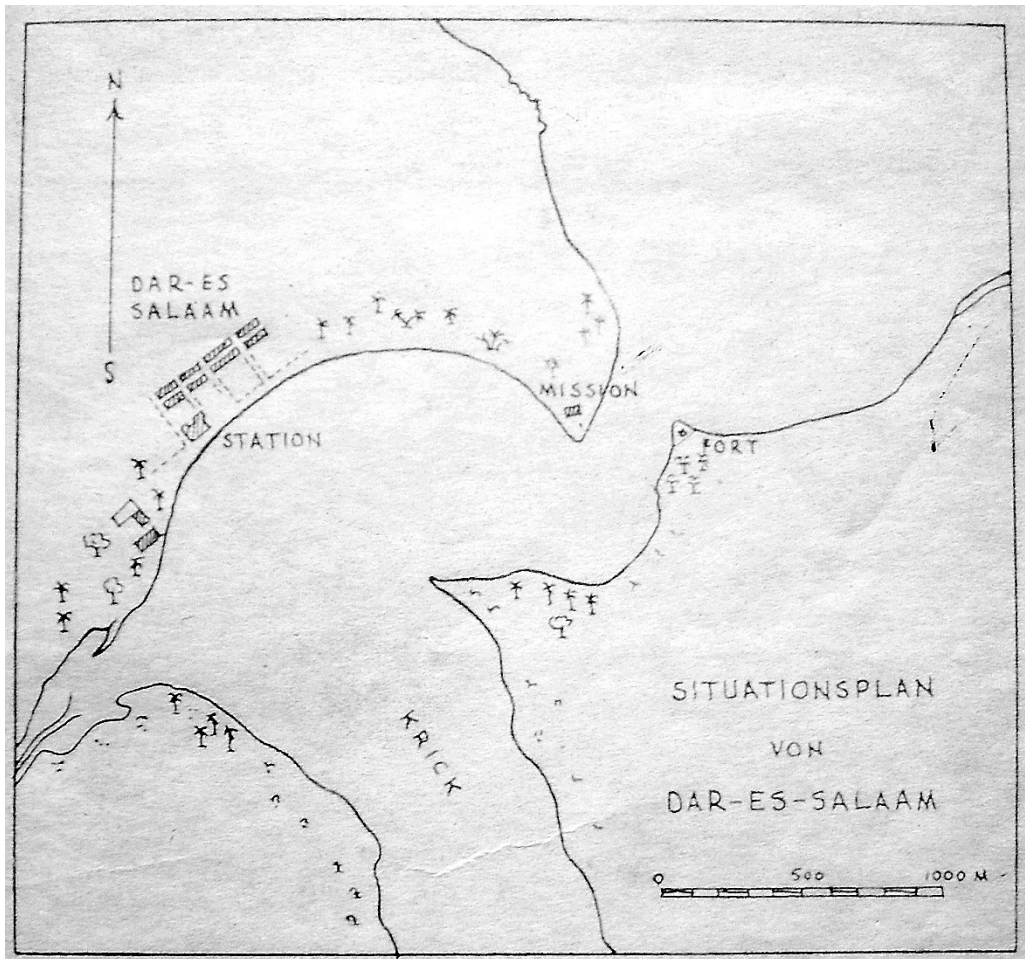 N
S
DAR-ES
SALAAM
STATION
MISSION
FORT
KRICK
SITUATIONSPLAN
VON
DAR-ES-SALAAM
0 500 1000 M